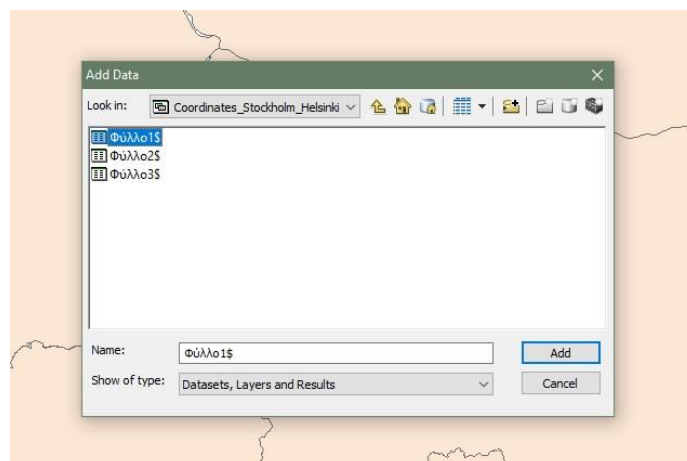 Add Data
Look in: Coordinates_Stockholm_Helsinki
Φύλλο1$
Φύλλο2$
Φύλλο3$
Name: Φύλλο1$ Add
Show of type: Datasets, Layers and Results Cancel